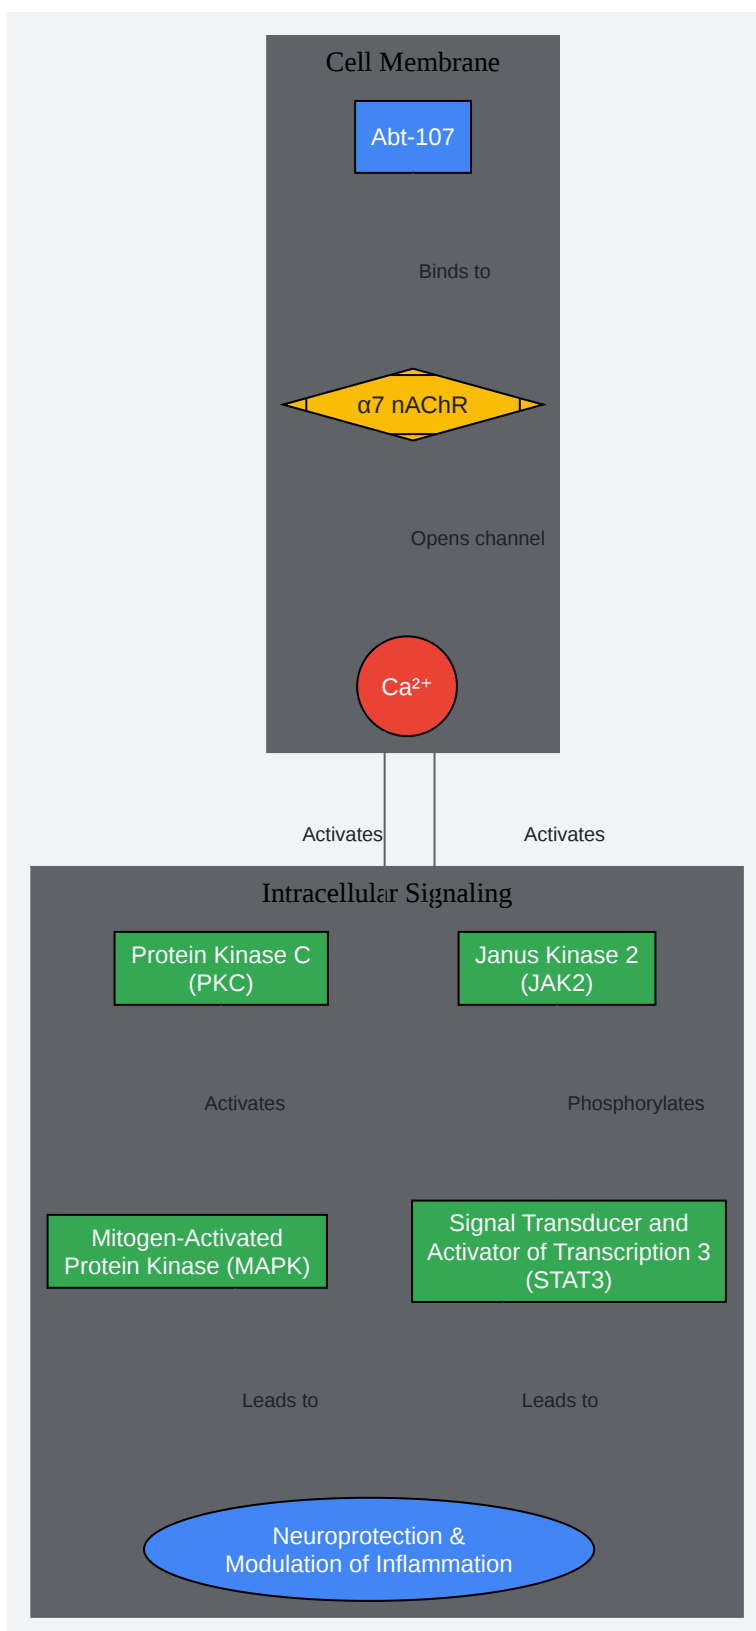 Cell Membrane
Abt-107
Binds to
α7 nAChR
Opens channel
Ca²⁺
Activates
Activates
Intracellular Signaling
Protein Kinase C
(PKC)
Janus Kinase 2
(JAK2)
Activates
Phosphorylates
Mitogen-Activated
Protein Kinase (MAPK)
Signal Transducer and
Activator of Transcription 3
(STAT3)
Leads to
Leads to
Neuroprotection &
Modulation of Inflammation